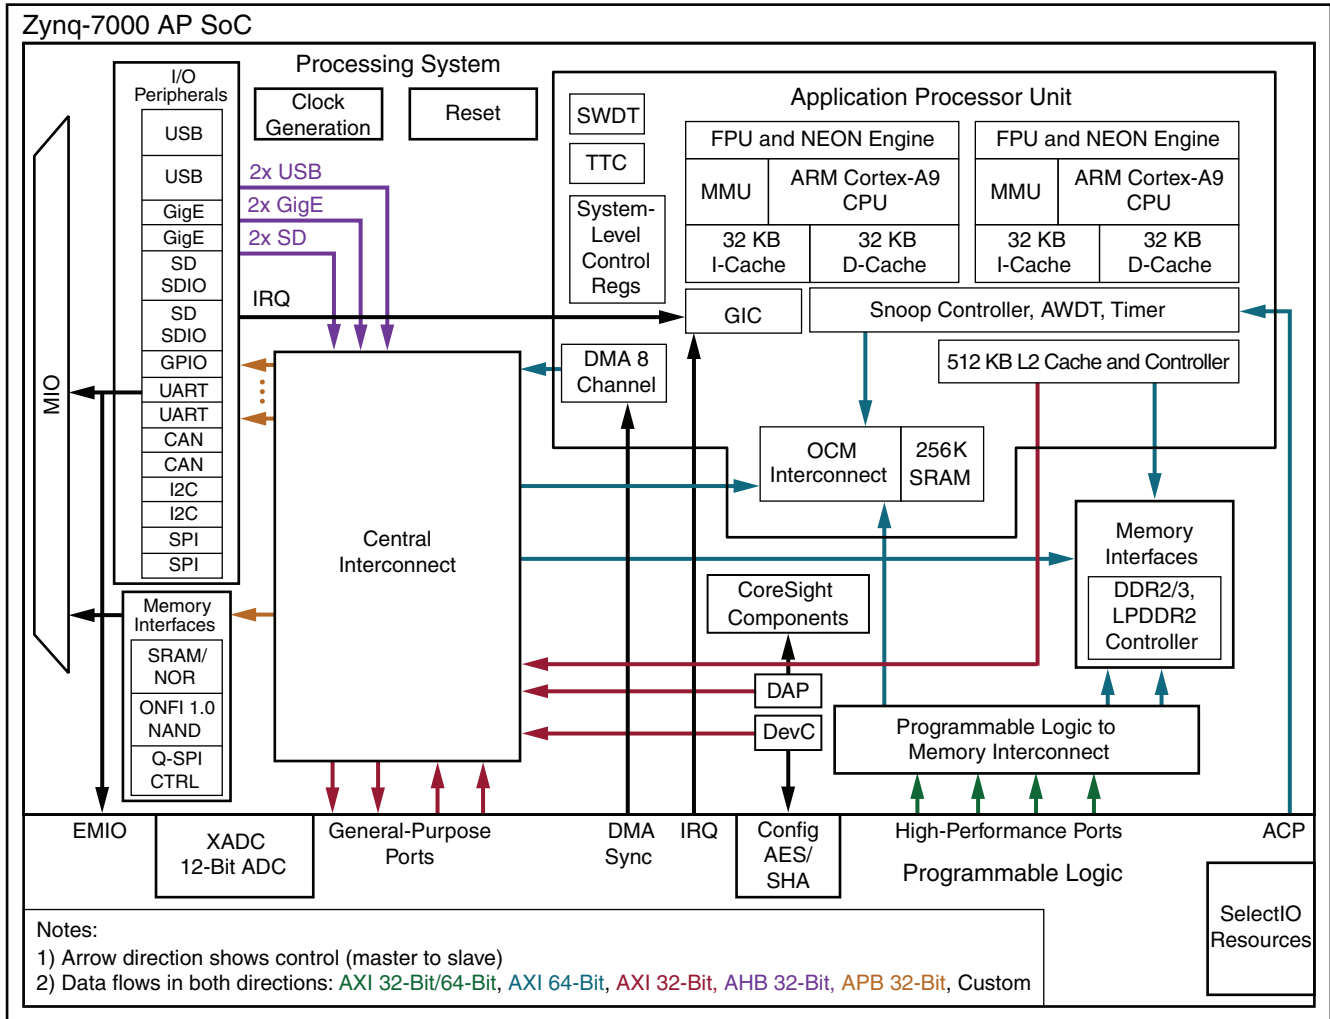 Zynq-7000 AP SoC
Processing System
I/O
Peripherals
USB
USB
GigE
GigE
SD
SDIO
SD
SDIO
GPIO
UART
UART
CAN
CAN
I2C
I2C
SPI
SPI
MIO
Clock
Generation
Reset
2x USB
2x GigE
2x SD
IRQ
Application Processor Unit
SWDT
TTC
System-
Level
Control
Regs
FPU and NEON Engine
MMU
ARM Cortex-A9
CPU
32 KB
I-Cache
32 KB
D-Cache
FPU and NEON Engine
MMU
ARM Cortex-A9
CPU
32 KB
I-Cache
32 KB
D-Cache
GIC
Snoop Controller, AWDT, Timer
DMA 8
Channel
512 KB L2 Cache and Controller
OCM
Interconnect
256K
SRAM
Central
Interconnect
Memory
Interfaces
DDR2/3,
LPDDR2
Controller
CoreSight
Components
DAP
DevC
Programmable Logic to
Memory Interconnect
Memory
Interfaces
SRAM/
NOR
ONFI 1.0
NAND
Q-SPI
CTRL
EMIO
XADC
12-Bit ADC
General-Purpose
Ports
DMA
Sync
IRQ
Config
AES/
SHA
High-Performance Ports
ACP
Programmable Logic
SelectIO
Resources
Notes:
1) Arrow direction shows control (master to slave)
2) Data flows in both directions: AXI 32-Bit/64-Bit, AXI 64-Bit, AXI 32-Bit, AHB 32-Bit, APB 32-Bit, Custom